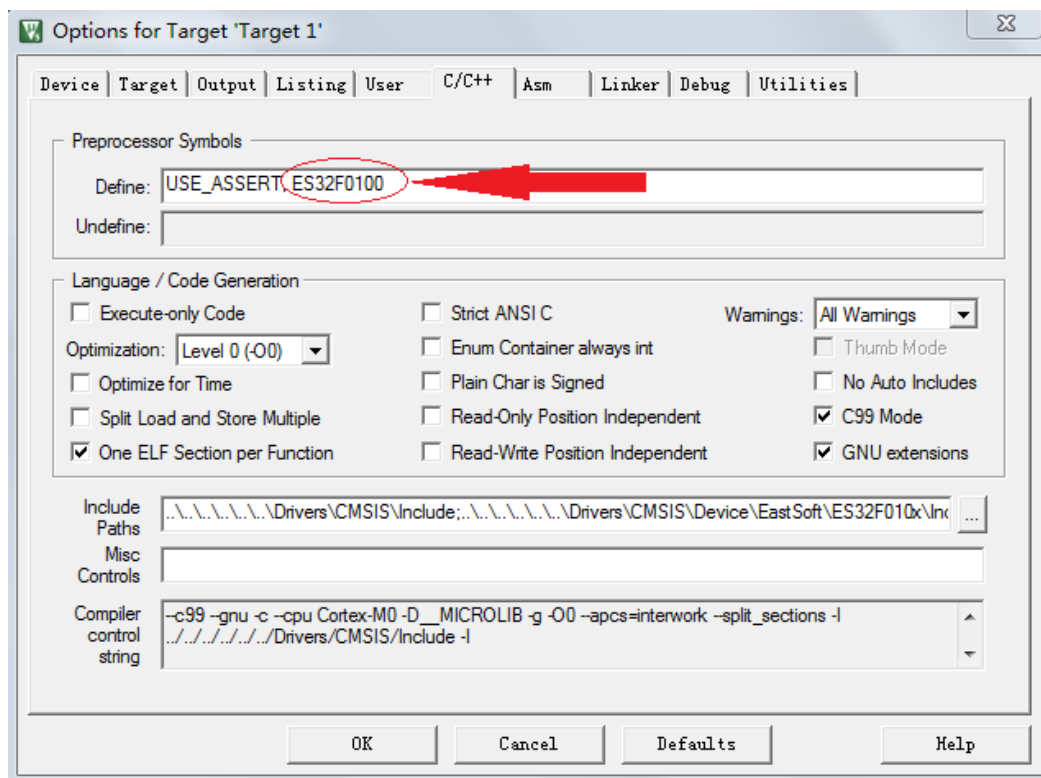 Options for Target 'Target 1'
Device Target Output Listing User C/C++ Asm Linker Debug Utilities
Preprocessor Symbols
Define: USE_ASSERT, ES32F0100
Undefine:
Language / Code Generation
Execute-only Code Strict ANSI C Warnings: All Warnings
Optimization: Level 0 (-O0) Enum Container always int Thumb Mode
Optimize for Time Plain Char is Signed No Auto Includes
Split Load and Store Multiple Read-Only Position Independent C99 Mode
One ELF Section per Function Read-Write Position Independent GNU extensions
Include Paths ..\..\..\..\..\..\Drivers\CMSIS\Include;..\..\..\..\..\..\Drivers\CMSIS\Device\EastSoft\ES32F010x\Inc ...
Misc Controls
Compiler control string --c99 --gnu -c --cpu Cortex-M0 -D__MICROLIB -g -O0 --apcs=interwork --split_sections -I
../../../../../../Drivers/CMSIS/Include -I
OK Cancel Defaults Help